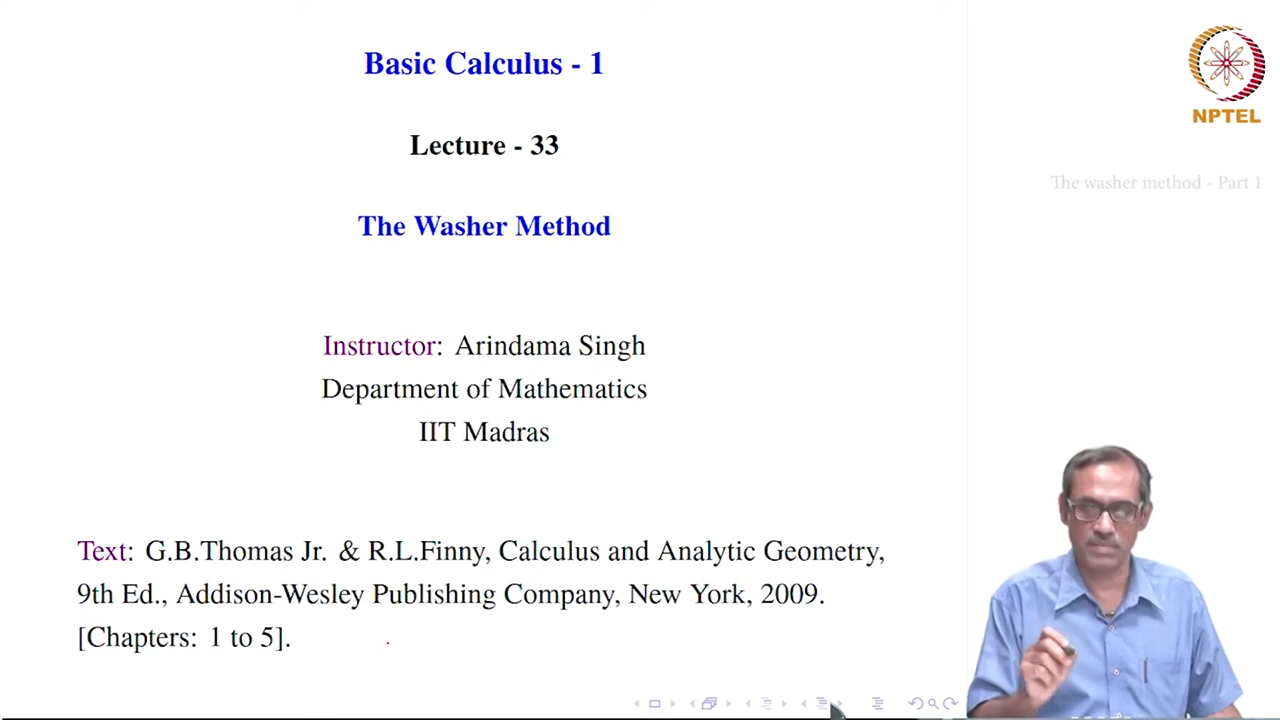 Basic Calculus - 1
NPTEL
Lecture - 33
The washer method - Part 1
The Washer Method
Instructor: Arindama Singh
Department of Mathematics
IIT Madras
Text: G.B.Thomas Jr. & R.L.Finny, Calculus and Analytic Geometry,
9th Ed., Addison-Wesley Publishing Company, New York, 2009.
[Chapters: 1 to 5].